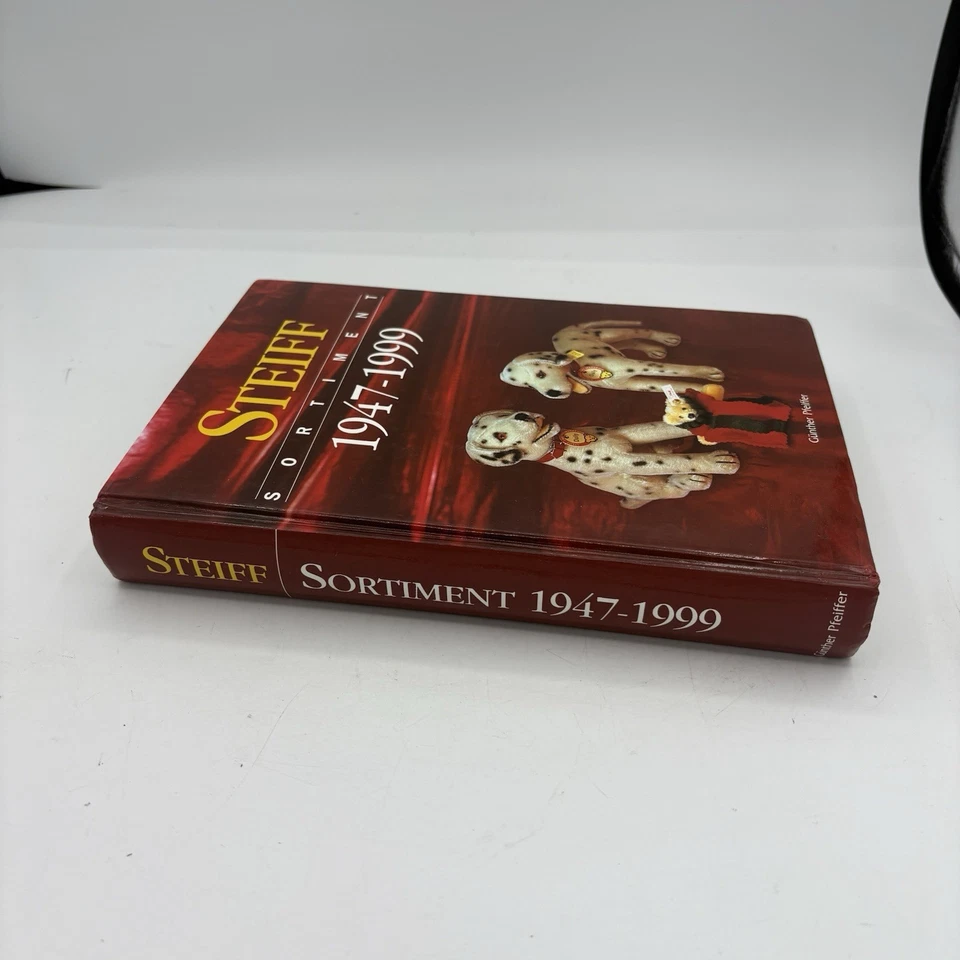 STEIFF
SORTIMENT
1947-1999
Günther Pfeiffer
STEIFF SORTIMENT 1947-1999 Günther Pfeiffer